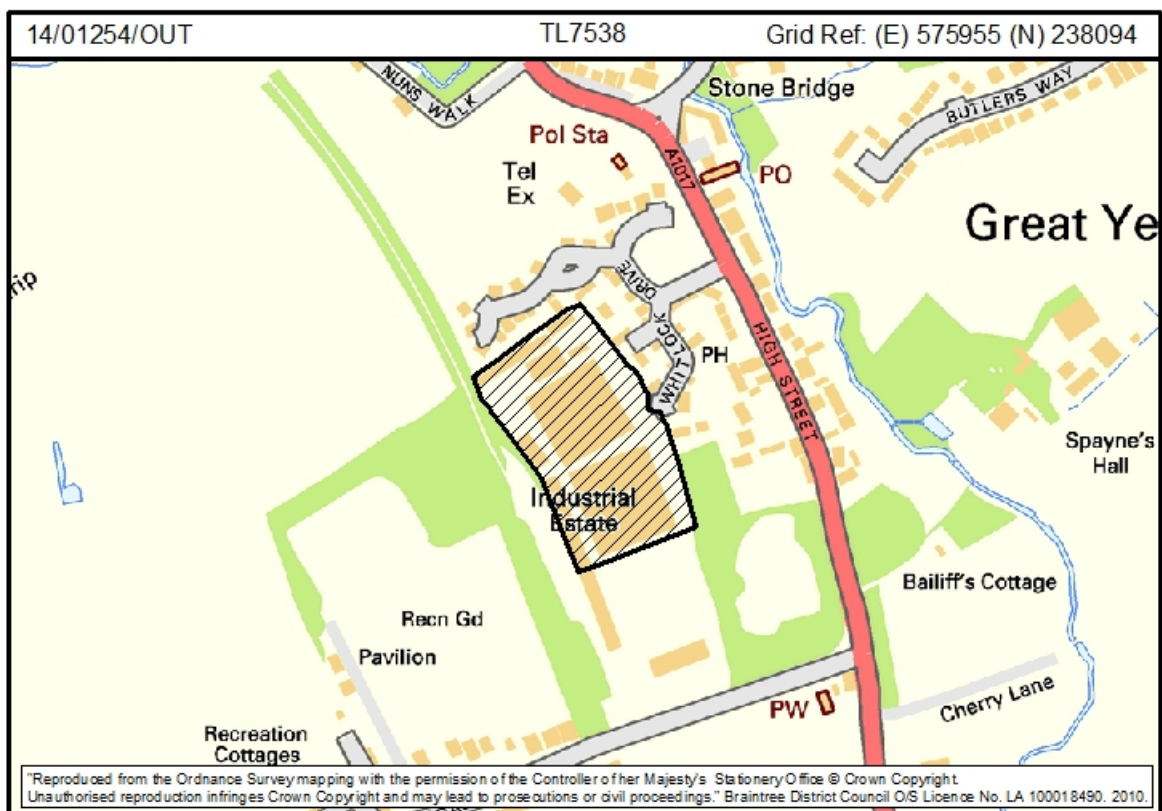 14/01254/OUT TL7538 Grid Ref: (E) 575955 (N) 238094
NUNS WALK
Stone Bridge
BUTLERS WAY
Pol Sta
A1017
PO
Tel
Ex
Great Ye
rip
DRIVE
WHITLOCK
PH
HIGH STREET
Spayne's
Hall
Industrial
Estate
Bailiff's Cottage
Recn Gd
Pavilion
Cherry Lane
PW
Recreation
Cottages
"Reproduced from the Ordnance Survey mapping with the permission of the Controller of her Majesty's Stationery Office © Crown Copyright.
Unauthorised reproduction infringes Crown Copyright and may lead to prosecutions or civil proceedings." Braintree District Council O/S Licence No. LA 100018490. 2010.